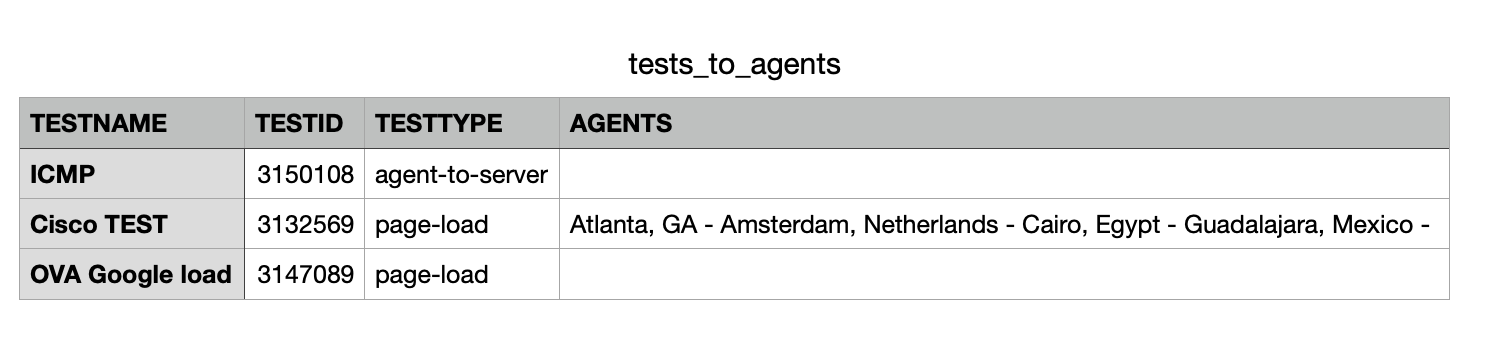 tests_to_agents
TESTNAME TESTID TESTTYPE AGENTS
ICMP 3150108 agent-to-server
Cisco TEST 3132569 page-load Atlanta, GA - Amsterdam, Netherlands - Cairo, Egypt - Guadalajara, Mexico -
OVA Google load 3147089 page-load